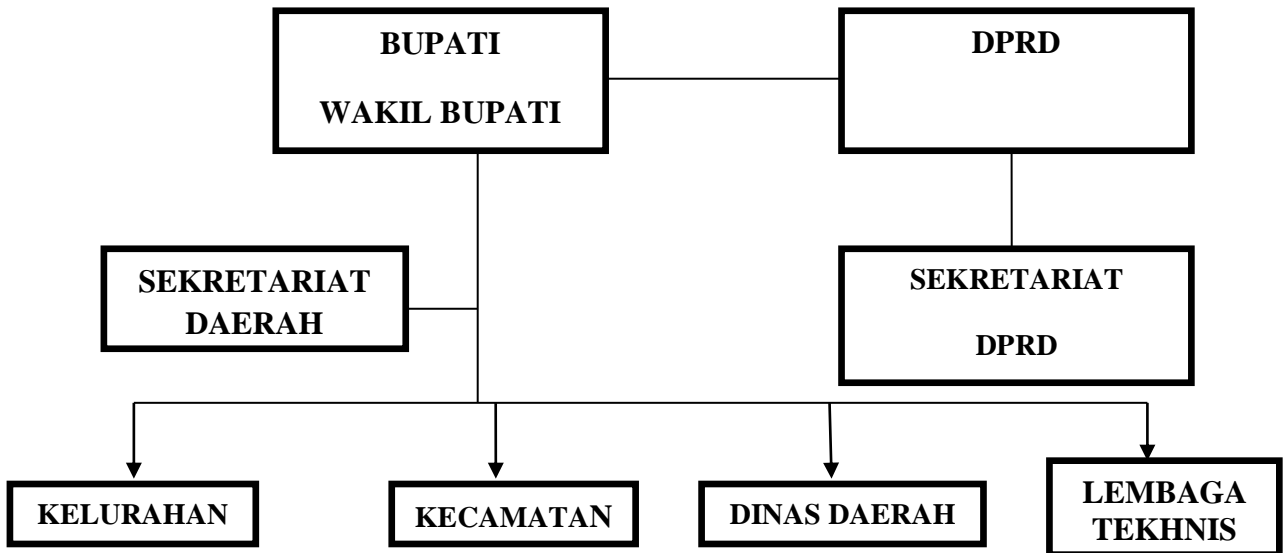 BUPATI
WAKIL BUPATI
DPRD
SEKRETARIAT
DAERAH
SEKRETARIAT
DPRD
KELURAHAN
KECAMATAN
DINAS DAERAH
LEMBAGA
TEKHNIS